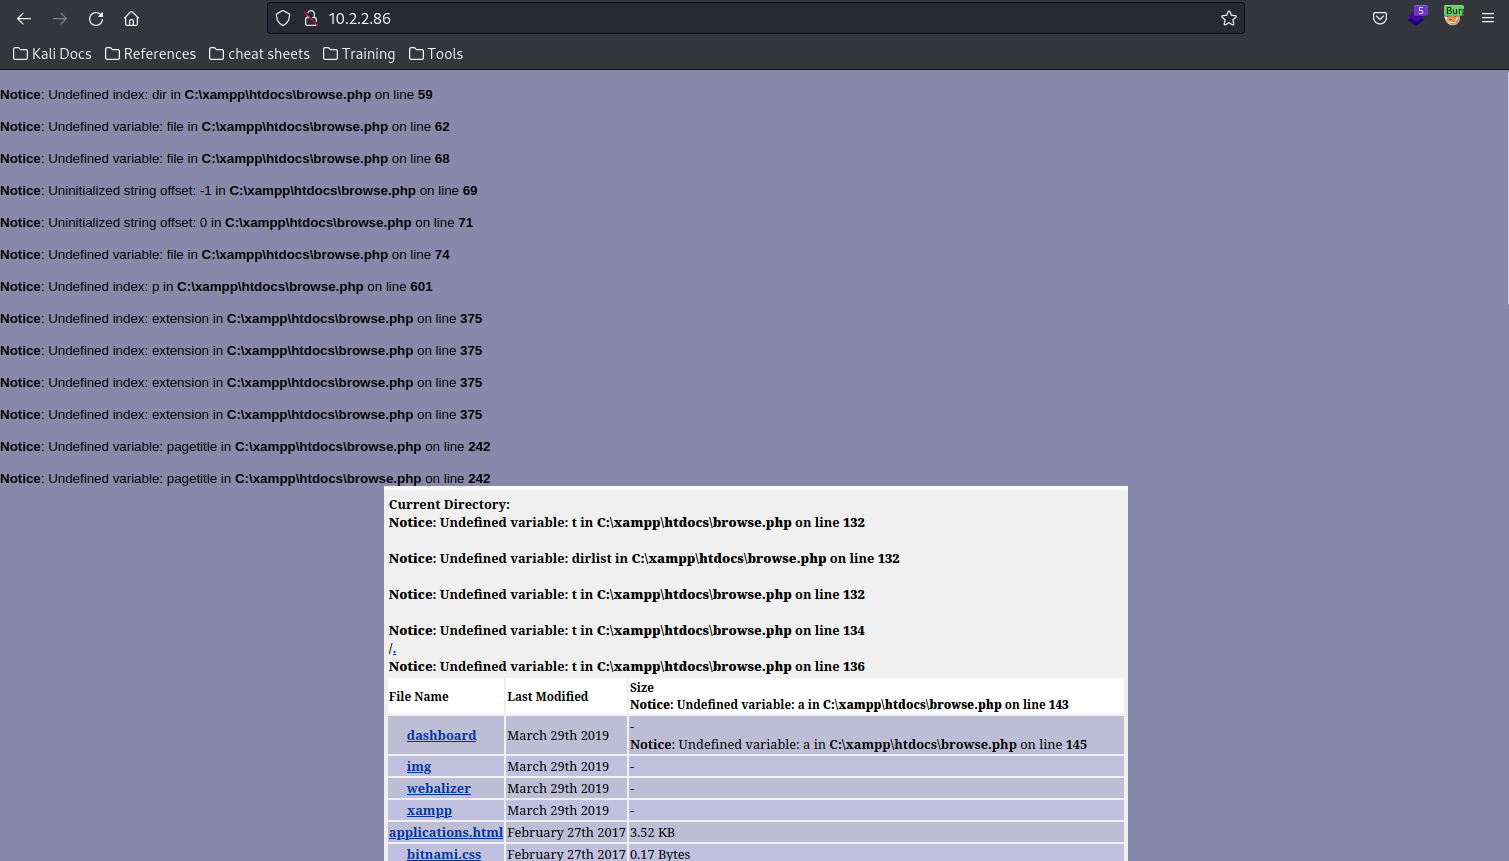 5
Bur
10.2.2.86
Kali Docs References cheat sheets Training Tools
Notice: Undefined index: dir in C:\xampp\htdocs\browse.php on line 59
Notice: Undefined variable: file in C:\xampp\htdocs\browse.php on line 62
Notice: Undefined variable: file in C:\xampp\htdocs\browse.php on line 68
Notice: Uninitialized string offset: -1 in C:\xampp\htdocs\browse.php on line 69
Notice: Uninitialized string offset: 0 in C:\xampp\htdocs\browse.php on line 71
Notice: Undefined variable: file in C:\xampp\htdocs\browse.php on line 74
Notice: Undefined index: p in C:\xampp\htdocs\browse.php on line 601
Notice: Undefined index: extension in C:\xampp\htdocs\browse.php on line 375
Notice: Undefined index: extension in C:\xampp\htdocs\browse.php on line 375
Notice: Undefined index: extension in C:\xampp\htdocs\browse.php on line 375
Notice: Undefined index: extension in C:\xampp\htdocs\browse.php on line 375
Notice: Undefined variable: pagetitle in C:\xampp\htdocs\browse.php on line 242
Notice: Undefined variable: pagetitle in C:\xampp\htdocs\browse.php on line 242
Current Directory:
Notice: Undefined variable: t in C:\xampp\htdocs\browse.php on line 132
Notice: Undefined variable: dirlist in C:\xampp\htdocs\browse.php on line 132
Notice: Undefined variable: t in C:\xampp\htdocs\browse.php on line 132
Notice: Undefined variable: t in C:\xampp\htdocs\browse.php on line 134
/.
Notice: Undefined variable: t in C:\xampp\htdocs\browse.php on line 136
File Name Last Modified Size
Notice: Undefined variable: a in C:\xampp\htdocs\browse.php on line 143
dashboard March 29th 2019 -
Notice: Undefined variable: a in C:\xampp\htdocs\browse.php on line 145
img March 29th 2019 -
webalizer March 29th 2019 -
xampp March 29th 2019 -
applications.html February 27th 2017 3.52 KB
bitnami.css February 27th 2017 0.17 Bytes